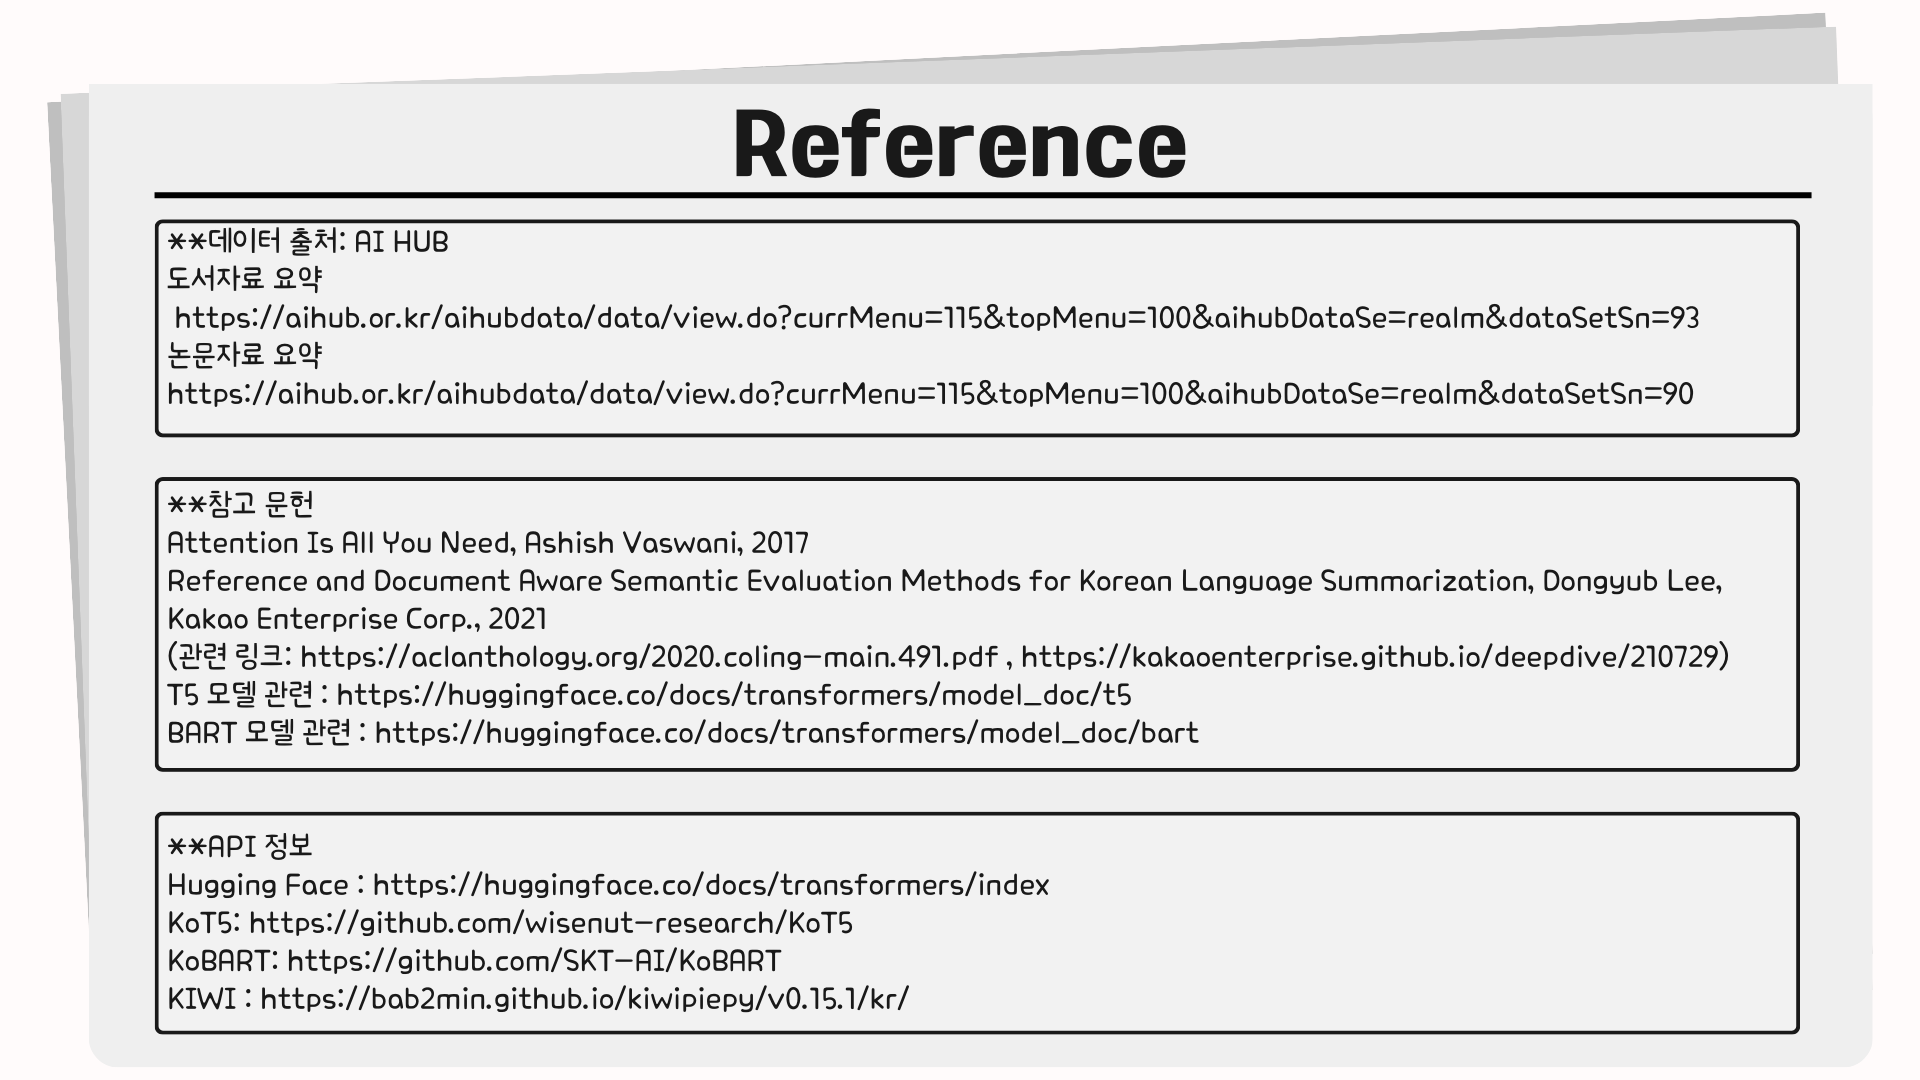 Reference
**데이터 출처: AI HUB
도서자료 요약
https://aihub.or.kr/aihubdata/data/view.do?currMenu=115&topMenu=100&aihubDataSe=realm&dataSetSn=93
논문자료 요약
https://aihub.or.kr/aihubdata/data/view.do?currMenu=115&topMenu=100&aihubDataSe=realm&dataSetSn=90
**참고 문헌
Attention Is All You Need, Ashish Vaswani, 2017
Reference and Document Aware Semantic Evaluation Methods for Korean Language Summarization, Dongyub Lee,
Kakao Enterprise Corp., 2021
(관련 링크: https://aclanthology.org/2020.coling-main.491.pdf , https://kakaoenterprise.github.io/deepdive/210729)
T5 모델 관련 : https://huggingface.co/docs/transformers/model_doc/t5
BART 모델 관련 : https://huggingface.co/docs/transformers/model_doc/bart
**API 정보
Hugging Face : https://huggingface.co/docs/transformers/index
KoT5: https://github.com/wisenut-research/KoT5
KoBART: https://github.com/SKT-AI/KoBART
KIWI : https://bab2min.github.io/kiwipiepy/v0.15.1/kr/